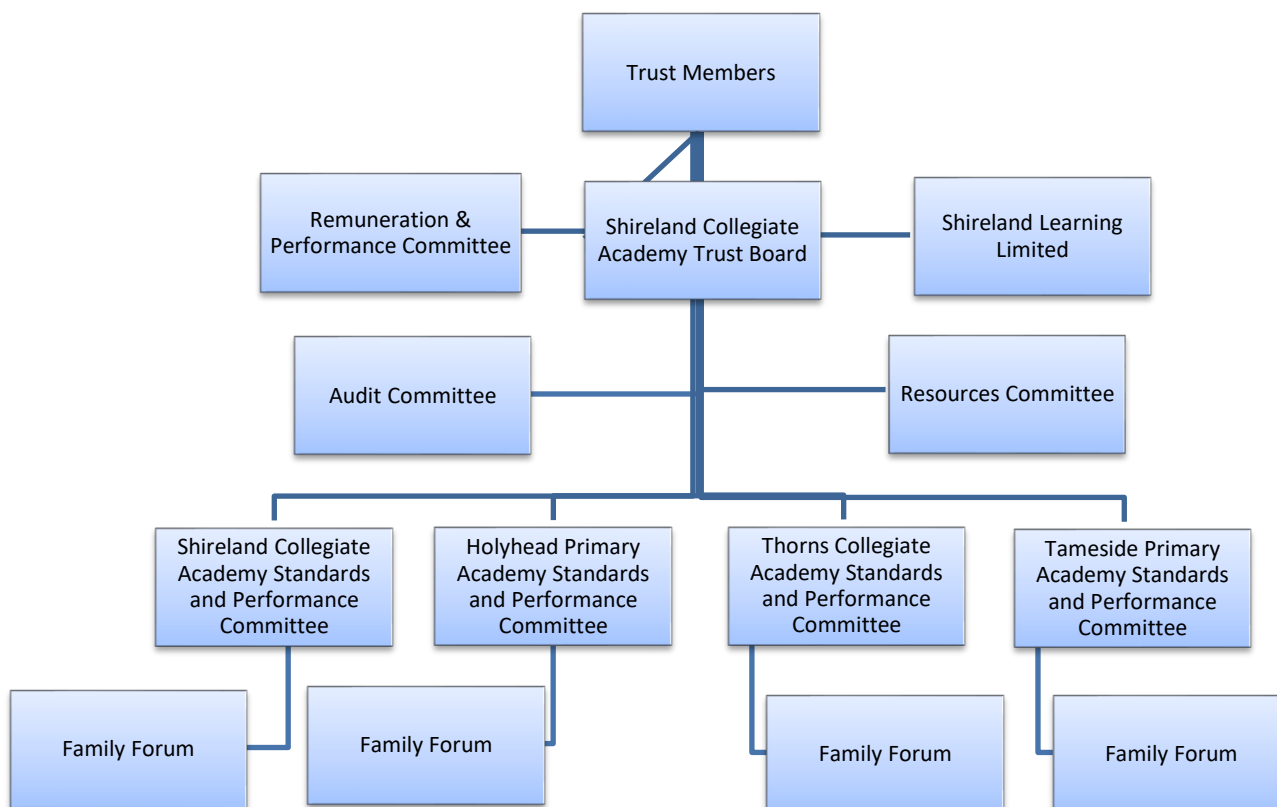 Trust Members
Remuneration &
Performance Committee
Shireland Collegiate
Academy Trust Board
Shireland Learning
Limited
Audit Committee
Resources Committee
Shireland Collegiate
Academy Standards
and Performance
Committee
Holyhead Primary
Academy Standards
and Performance
Committee
Thorns Collegiate
Academy Standards
and Performance
Committee
Tameside Primary
Academy Standards
and Performance
Committee
Family Forum
Family Forum
Family Forum
Family Forum